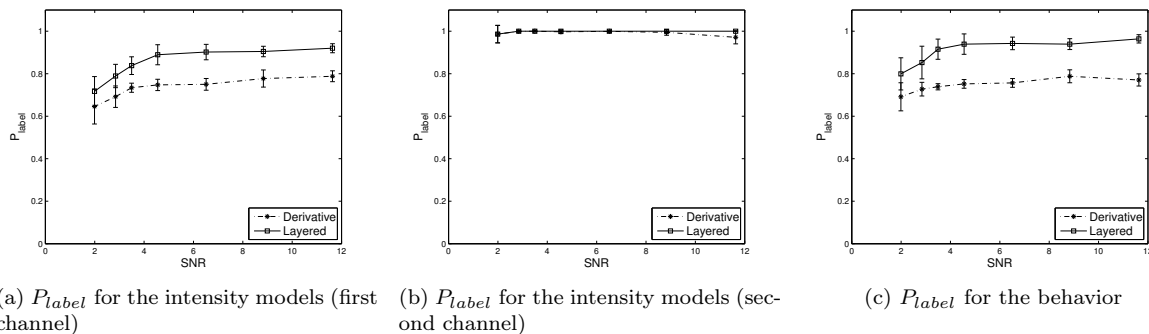 1
0.8
0.6
0.4
0.2
0
P_label
0 2 4 6 8 10 12
SNR
Derivative
Layered
1
0.8
0.6
0.4
0.2
0
P_label
0 2 4 6 8 10 12
SNR
Derivative
Layered
1
0.8
0.6
0.4
0.2
0
P_label
0 2 4 6 8 10 12
SNR
Derivative
Layered
(a) P_label for the intensity models (first
channel)
(b) P_label for the intensity models (sec-
ond channel)
(c) P_label for the behavior